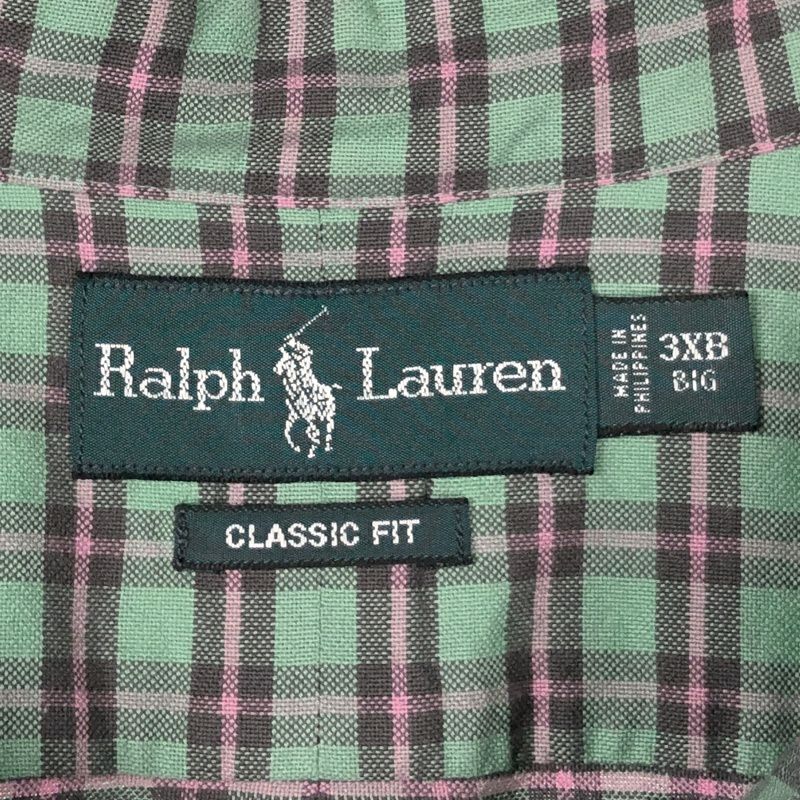 Ralph Lauren
MADE IN
PHILIPPINES
3XB
BIG
CLASSIC FIT